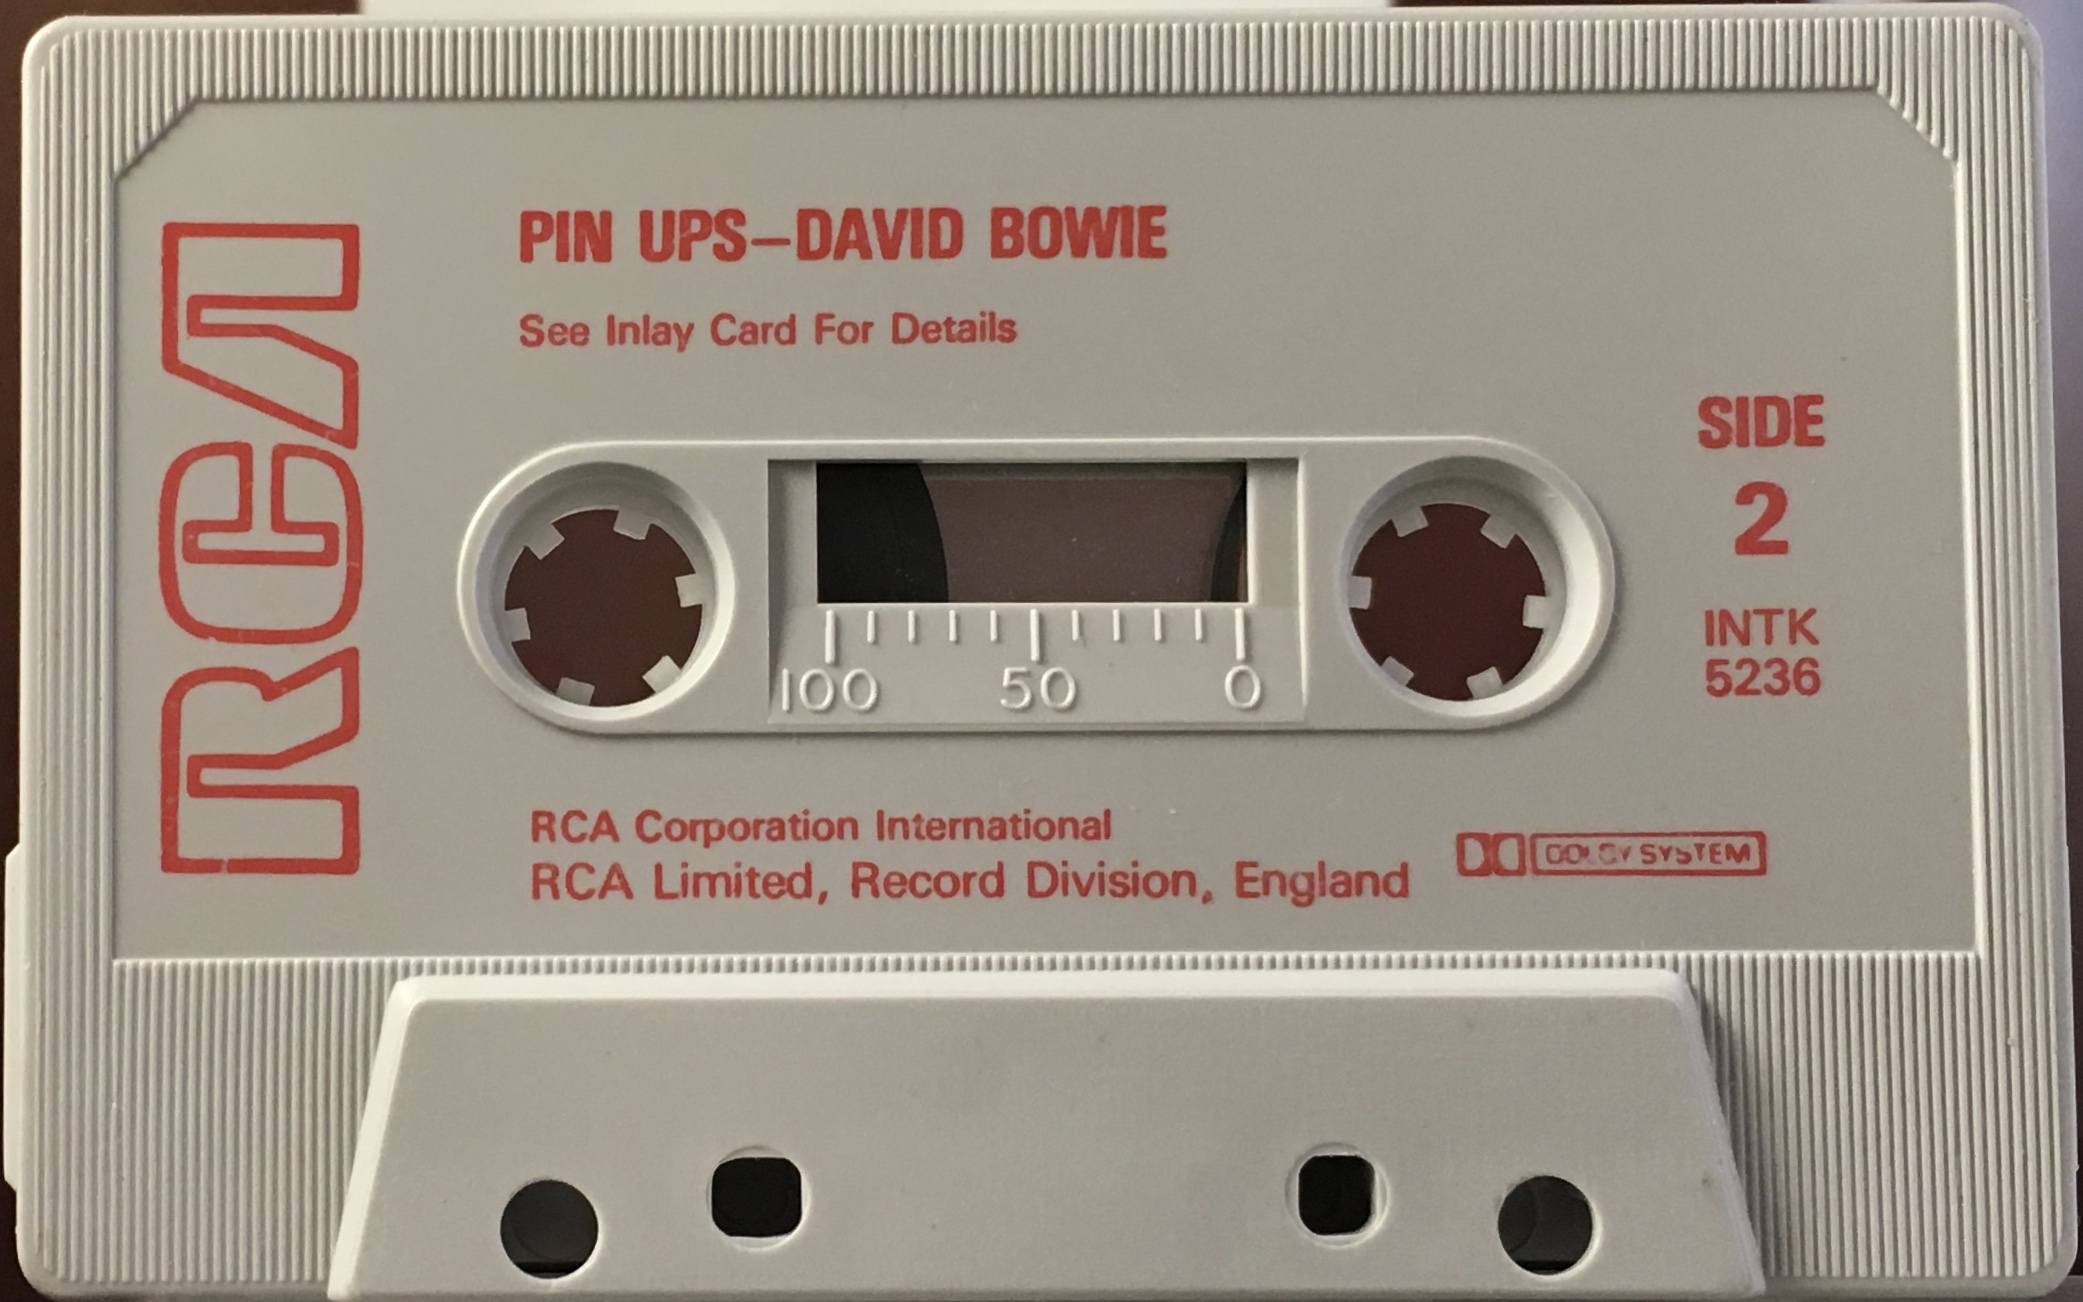 RCA
PIN UPS–DAVID BOWIE
See Inlay Card For Details
SIDE
2
INTK
5236
100 50 0
RCA Corporation International
RCA Limited, Record Division, England
DOLBY SYSTEM